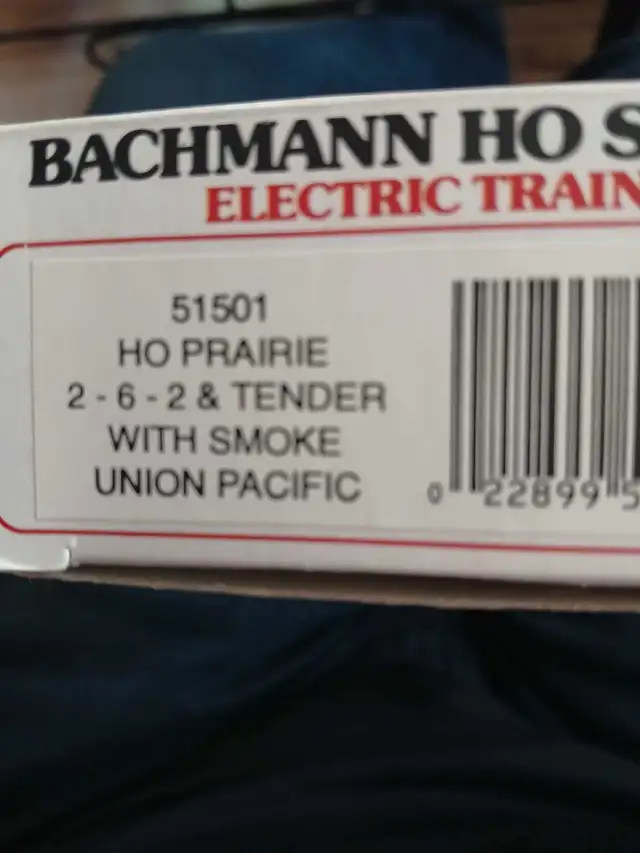 BACHMANN HO S
ELECTRIC TRAIN
51501
HO PRAIRIE
2 - 6 - 2 & TENDER
WITH SMOKE
UNION PACIFIC
0 22899 5